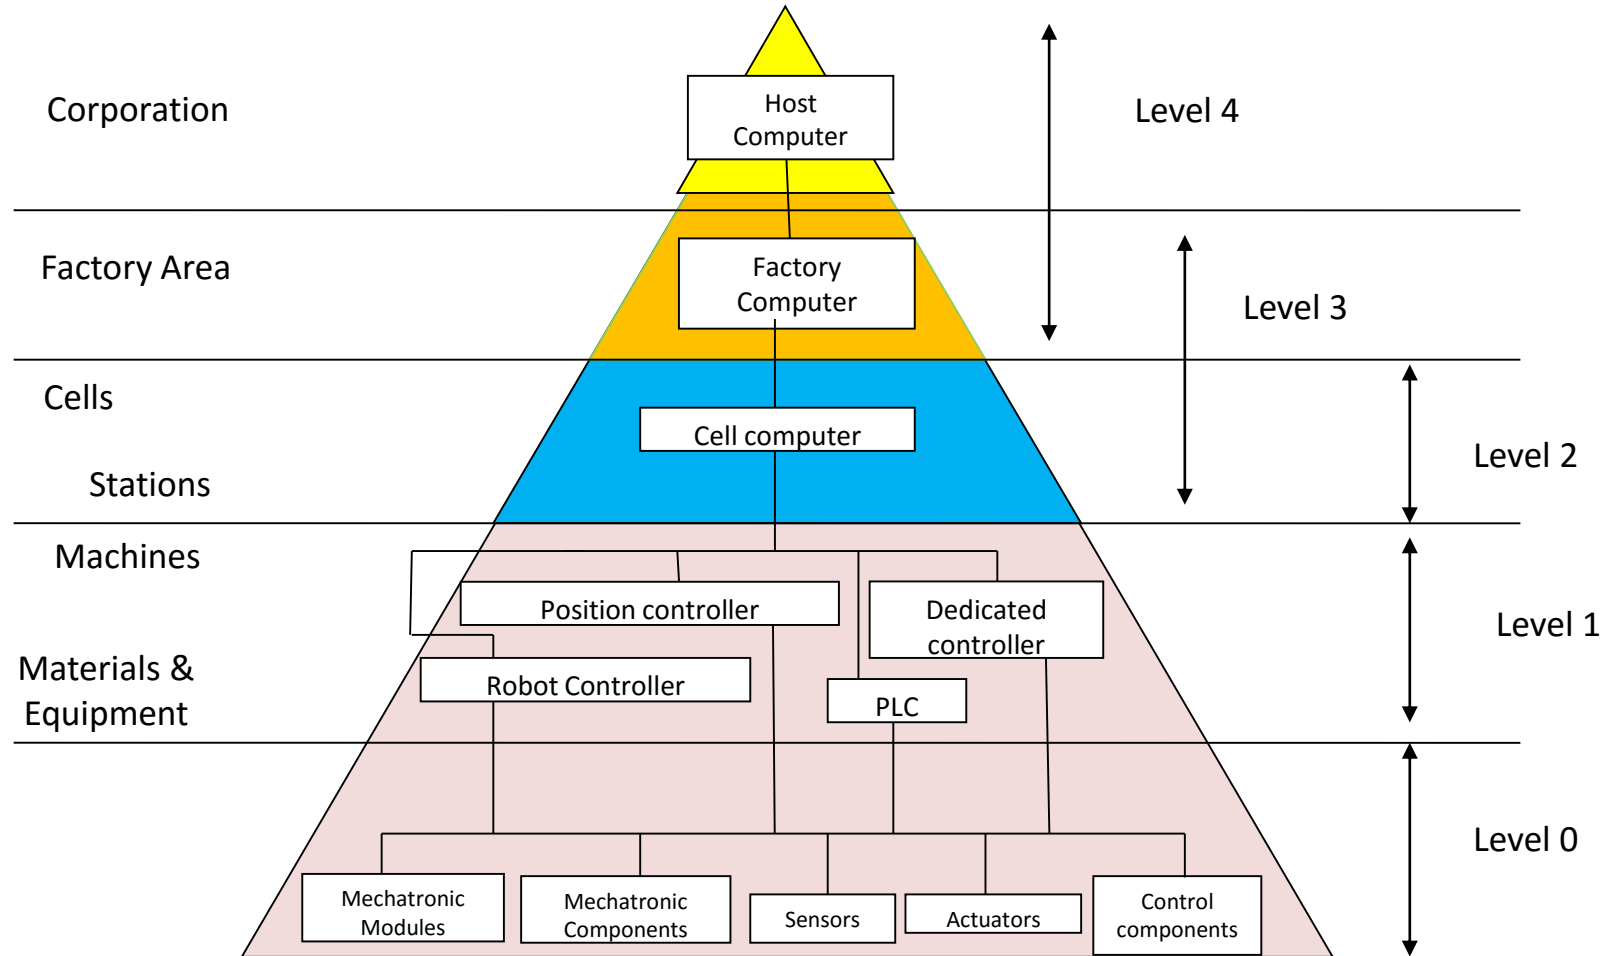 Corporation
Host
Computer
Level 4
Factory Area
Factory
Computer
Level 3
Cells
Cell computer
Level 2
Stations
Machines
Position controller
Dedicated
controller
Level 1
Materials &
Equipment
Robot Controller
PLC
Level 0
Mechatronic
Modules
Mechatronic
Components
Sensors
Actuators
Control
components